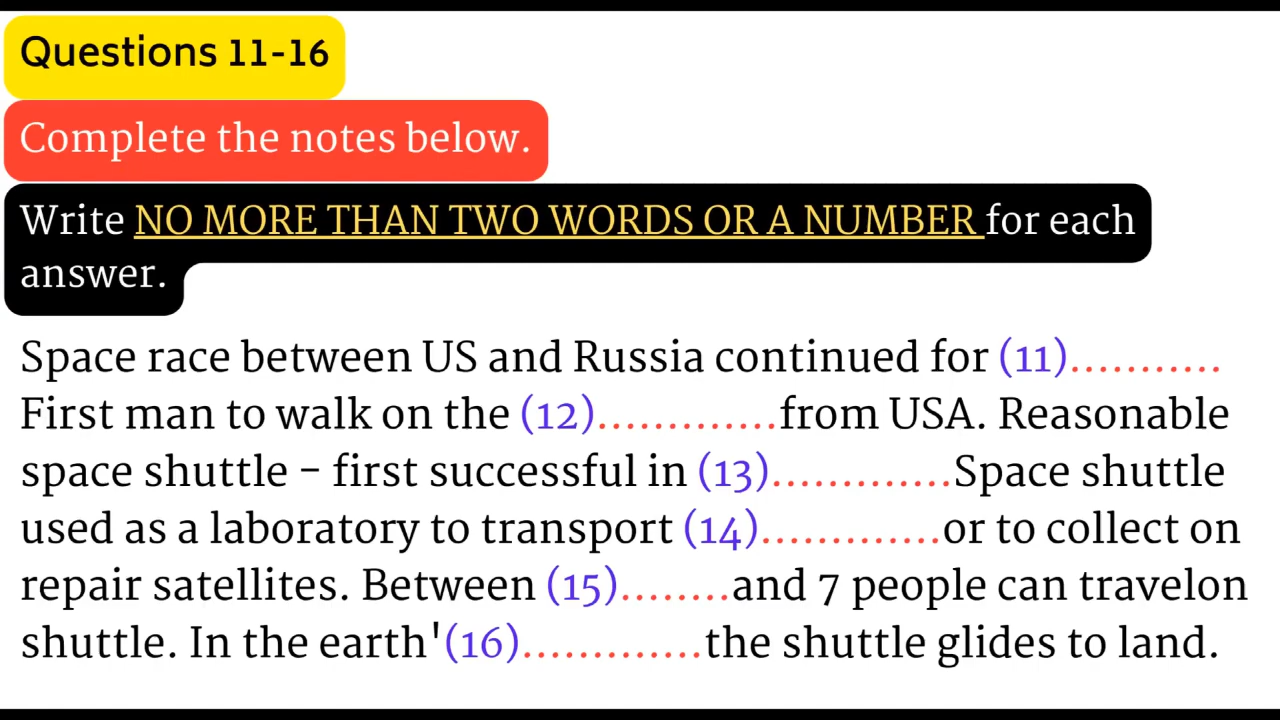 Questions 11-16
Complete the notes below.
Write NO MORE THAN TWO WORDS OR A NUMBER for each
answer.
Space race between US and Russia continued for (11)...........
First man to walk on the (12).............from USA. Reasonable
space shuttle - first successful in (13).............Space shuttle
used as a laboratory to transport (14).............or to collect on
repair satellites. Between (15)........and 7 people can travelon
shuttle. In the earth'(16).............the shuttle glides to land.